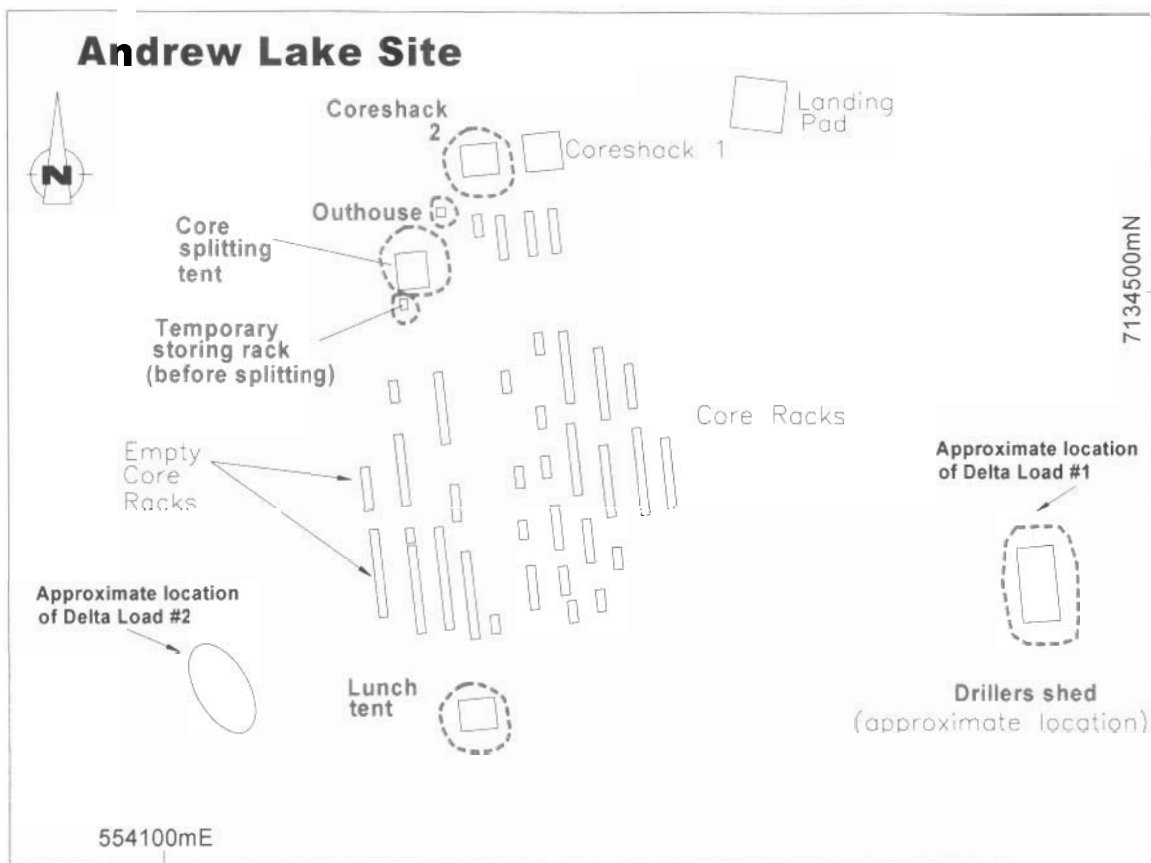 Andrew Lake Site
N
Coreshack
2
Coreshack 1
Landing
Pad
Outhouse
Core
splitting
tent
7134500mN
Temporary
storing rack
(before splitting)
Core Racks
Empty
Core
Racks
Approximate location
of Delta Load #1
Approximate location
of Delta Load #2
Lunch
tent
Drillers shed
(approximate location)
554100mE